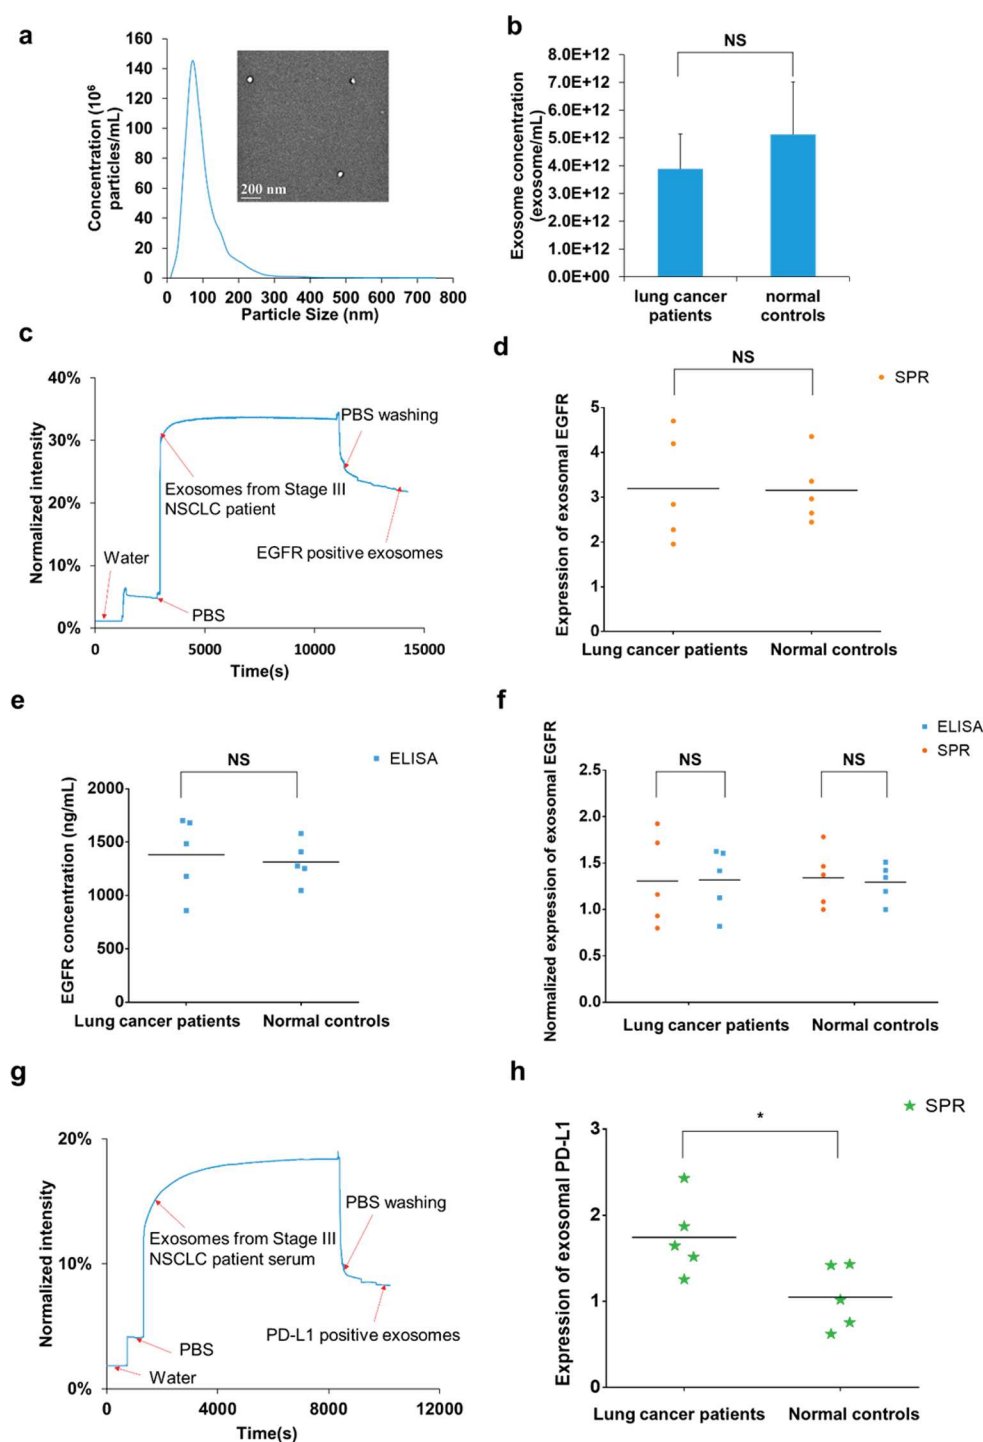 a
Concentration (10⁶
particles/mL)
160
140
120
100
80
60
40
20
0
200 nm
0 100 200 300 400 500 600 700 800
Particle Size (nm)
b
Exosome concentration
(exosome/mL)
8.0E+12
7.0E+12
6.0E+12
5.0E+12
4.0E+12
3.0E+12
2.0E+12
1.0E+12
0.0E+00
NS
lung cancer
patients
normal
controls
c
Normalized intensity
40%
30%
20%
10%
0%
PBS washing
Exosomes from Stage III
NSCLC patient
EGFR positive exosomes
Water
PBS
0 5000 10000 15000
Time(s)
d
NS
SPR
Expression of exosomal EGFR
5
4
3
2
1
0
Lung cancer patients
Normal controls
e
NS
ELISA
EGFR concentration (ng/mL)
2000
1500
1000
500
0
Lung cancer patients
Normal controls
f
ELISA
SPR
NS
NS
Normalized expression of exosomal EGFR
2.5
2.0
1.5
1.0
0.5
0.0
Lung cancer patients
Normal controls
g
Normalized intensity
20%
10%
0%
PBS washing
Exosomes from Stage III
NSCLC patient serum
PD-L1 positive exosomes
PBS
Water
0 4000 8000 12000
Time(s)
h
SPR
*
Expression of exosomal PD-L1
3
2
1
0
Lung cancer patients
Normal controls